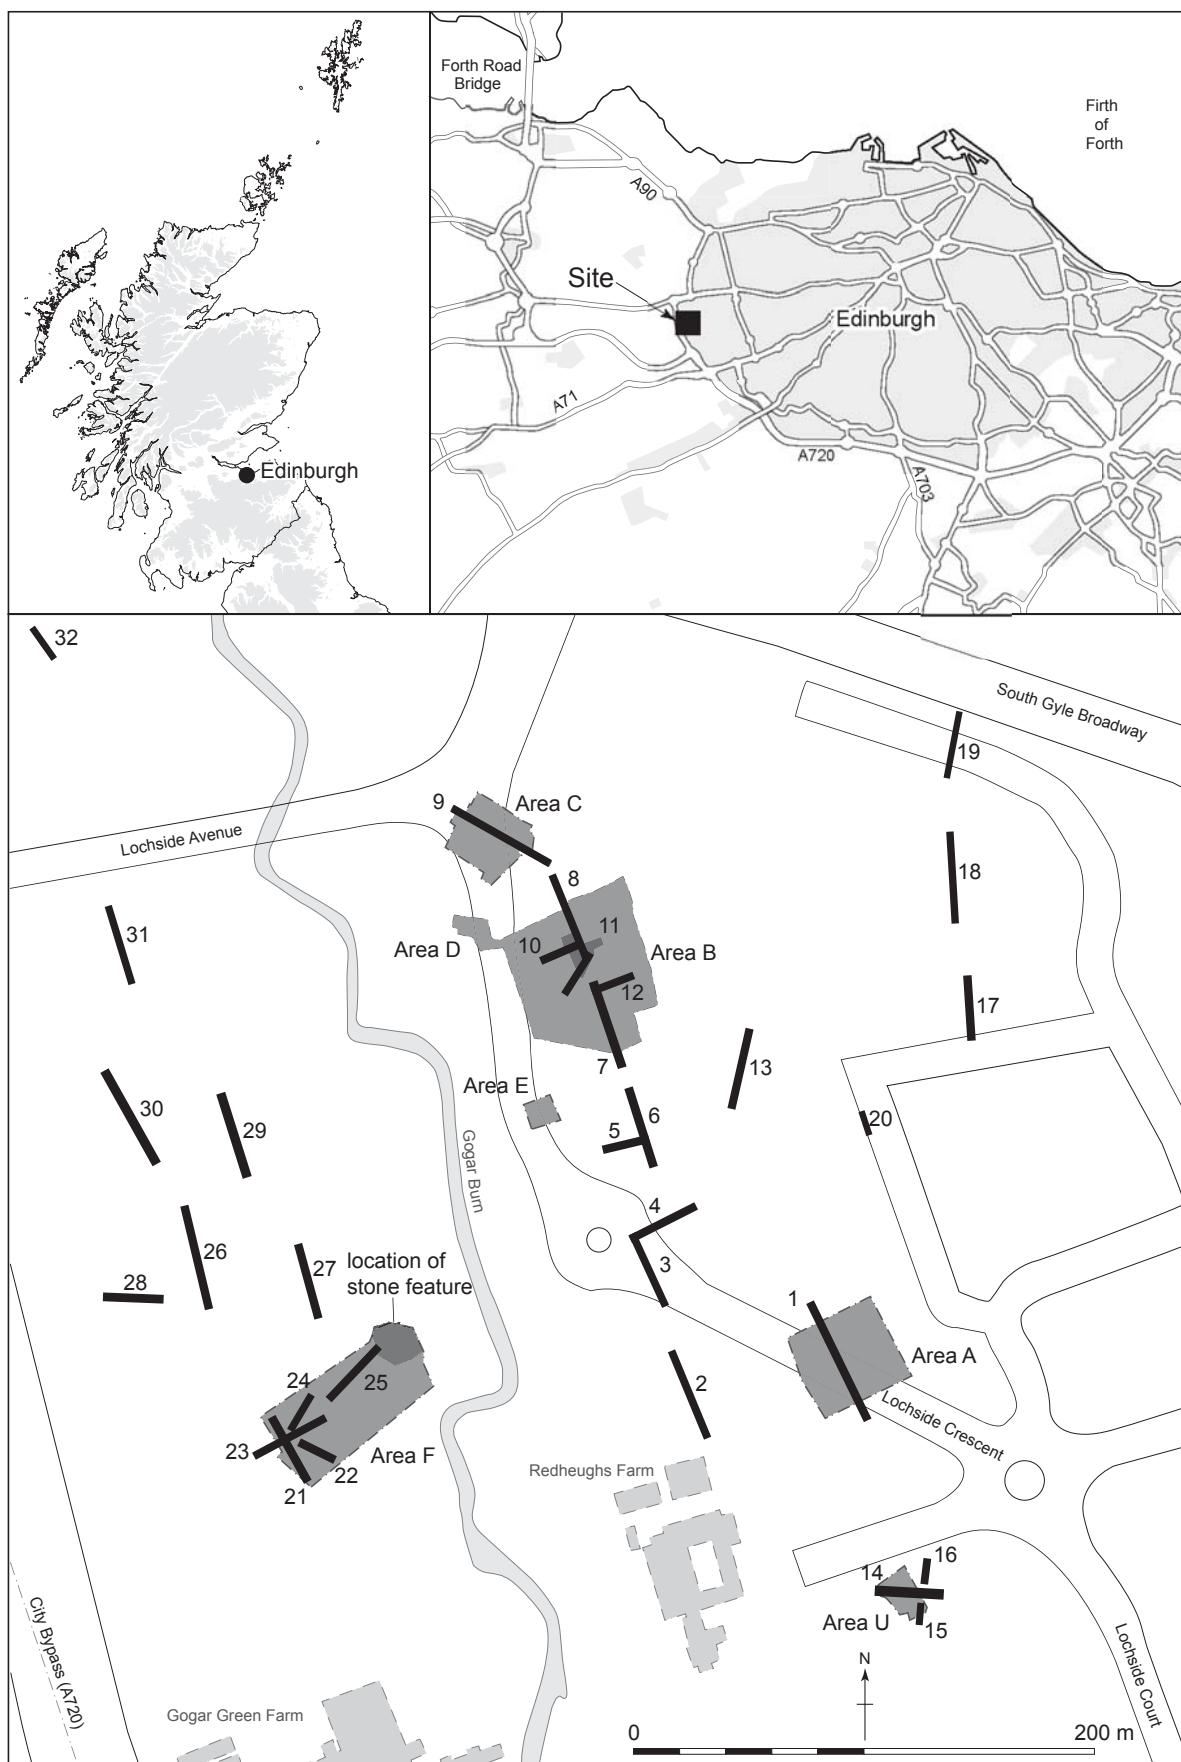 Edinburgh
Forth Road
Bridge
Firth
of
Forth
A90
Site
Edinburgh
A71
A720
A703
32
South Gyle Broadway
19
9
Area C
Lochside Avenue
8
18
31
11
Area D
10
Area B
12
17
7
13
Area E
30
29
6
5
20
Gogar Burn
4
26
location of
stone feature
27
3
28
1
Area A
24
25
2
Lochside Crescent
23
Area F
22
21
Redheughs Farm
16
14
Area U
15
City Bypass (A720)
N
Lochside Court
Gogar Green Farm
0
200 m